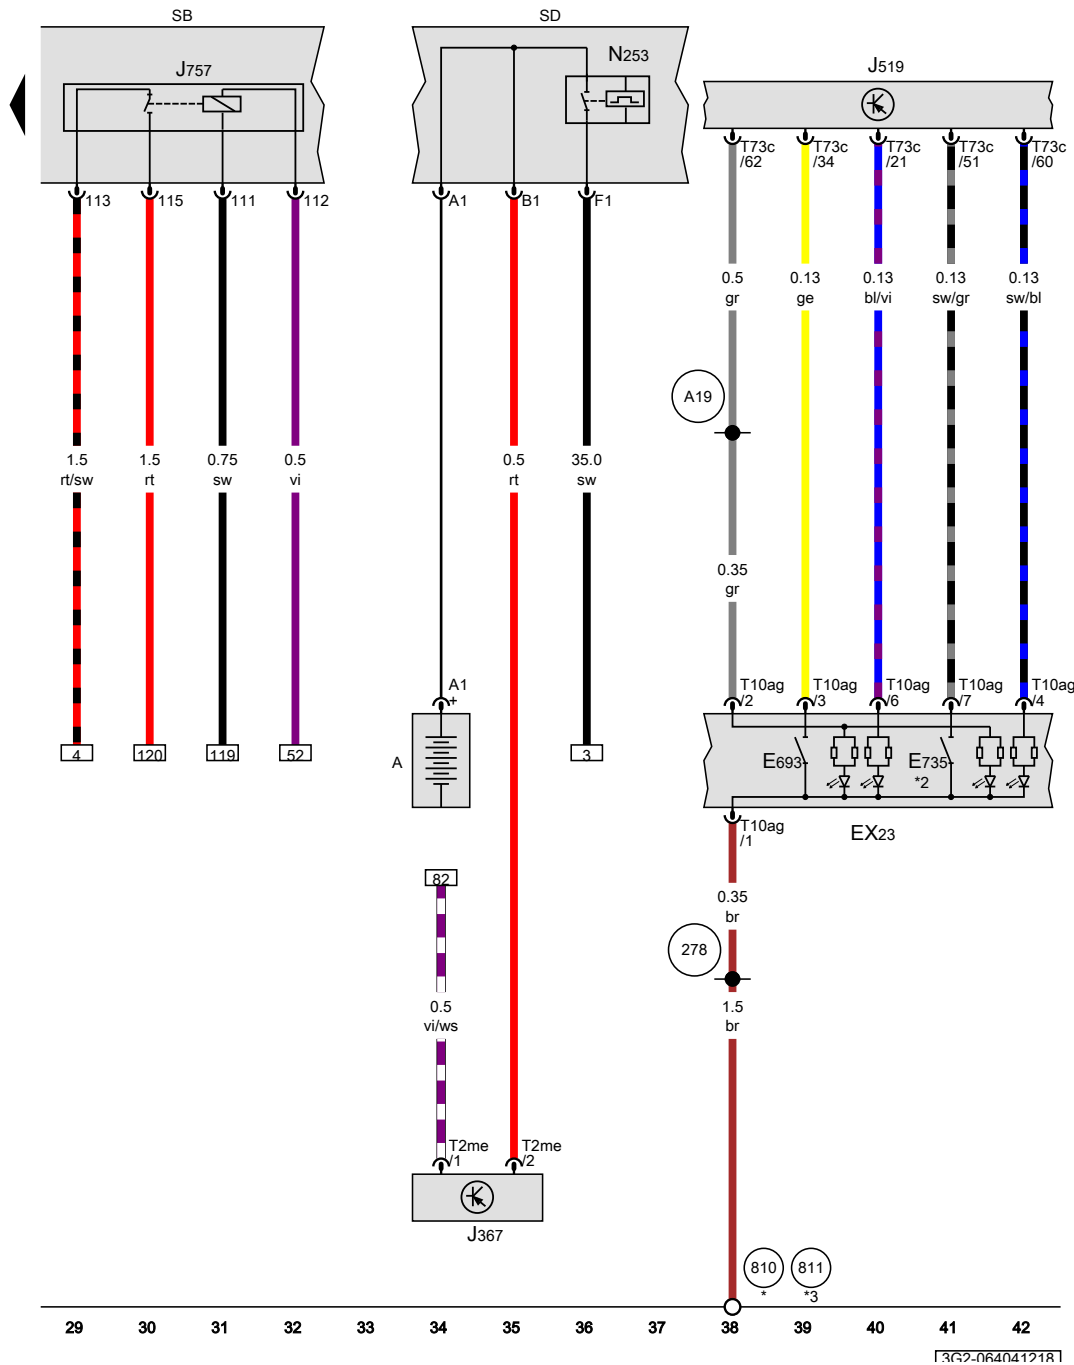 SB
SD
J757
N253
J519
T73c
/62
T73c
/34
T73c
/21
T73c
/51
T73c
/60
113
115
111
112
A1
B1
F1
0.5
gr
0.13
ge
0.13
bl/vi
0.13
sw/gr
0.13
sw/bl
A19
1.5
rt/sw
1.5
rt
0.75
sw
0.5
vi
0.5
rt
35.0
sw
0.35
gr
A1
+
T10ag
/2
T10ag
/3
T10ag
/6
T10ag
/7
T10ag
/4
4
120
119
52
A
3
E693
E735
*2
EX23
T10ag
/1
82
0.35
br
278
0.5
vi/ws
1.5
br
T2me
/1
T2me
/2
J367
810
*
811
*3
29 30 31 32 33 34 35 36 37 38 39 40 41 42
3G2-064041218